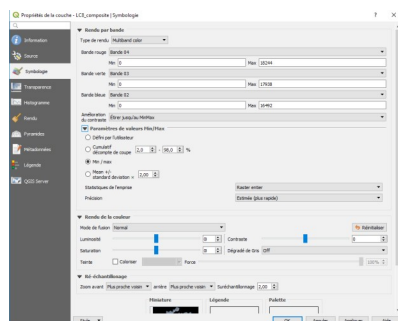 Propriétés de la couche - LC8_composite | Symbologie
? ×
Information
Source
Symbologie
Transparence
Histogramme
Rendu
Pyramides
Métadonnées
Légende
QGIS Server
Rendu par bande
Type de rendu Multiband color
Bande rouge Bande 04
Min 0 Max 18244
Bande verte Bande 03
Min 0 Max 17938
Bande bleue Bande 02
Min 0 Max 16492
Amélioration du contraste Étirer jusqu'au MinMax
Paramètres de valeurs Min/Max
Défini par l'utilisateur
Cumulatif
décompte de coupe 2,0 - 98,0 %
Min / max
Mean +/-
standard deviation × 2,00
Statistiques de l'emprise Raster entier
Précision Estimée (plus rapide)
Rendu de la couleur
Mode de fusion Normal Réinitialiser
Luminosité 0 Contraste 0
Saturation 0 Dégradé de Gris Off
Teinte Coloriser Force 100%
Ré-échantillonnage
Zoom avant Plus proche voisin arrière Plus proche voisin Suréchantillonnage 2,00
Miniature Légende Palette
Style OK Annuler Appliquer Aide